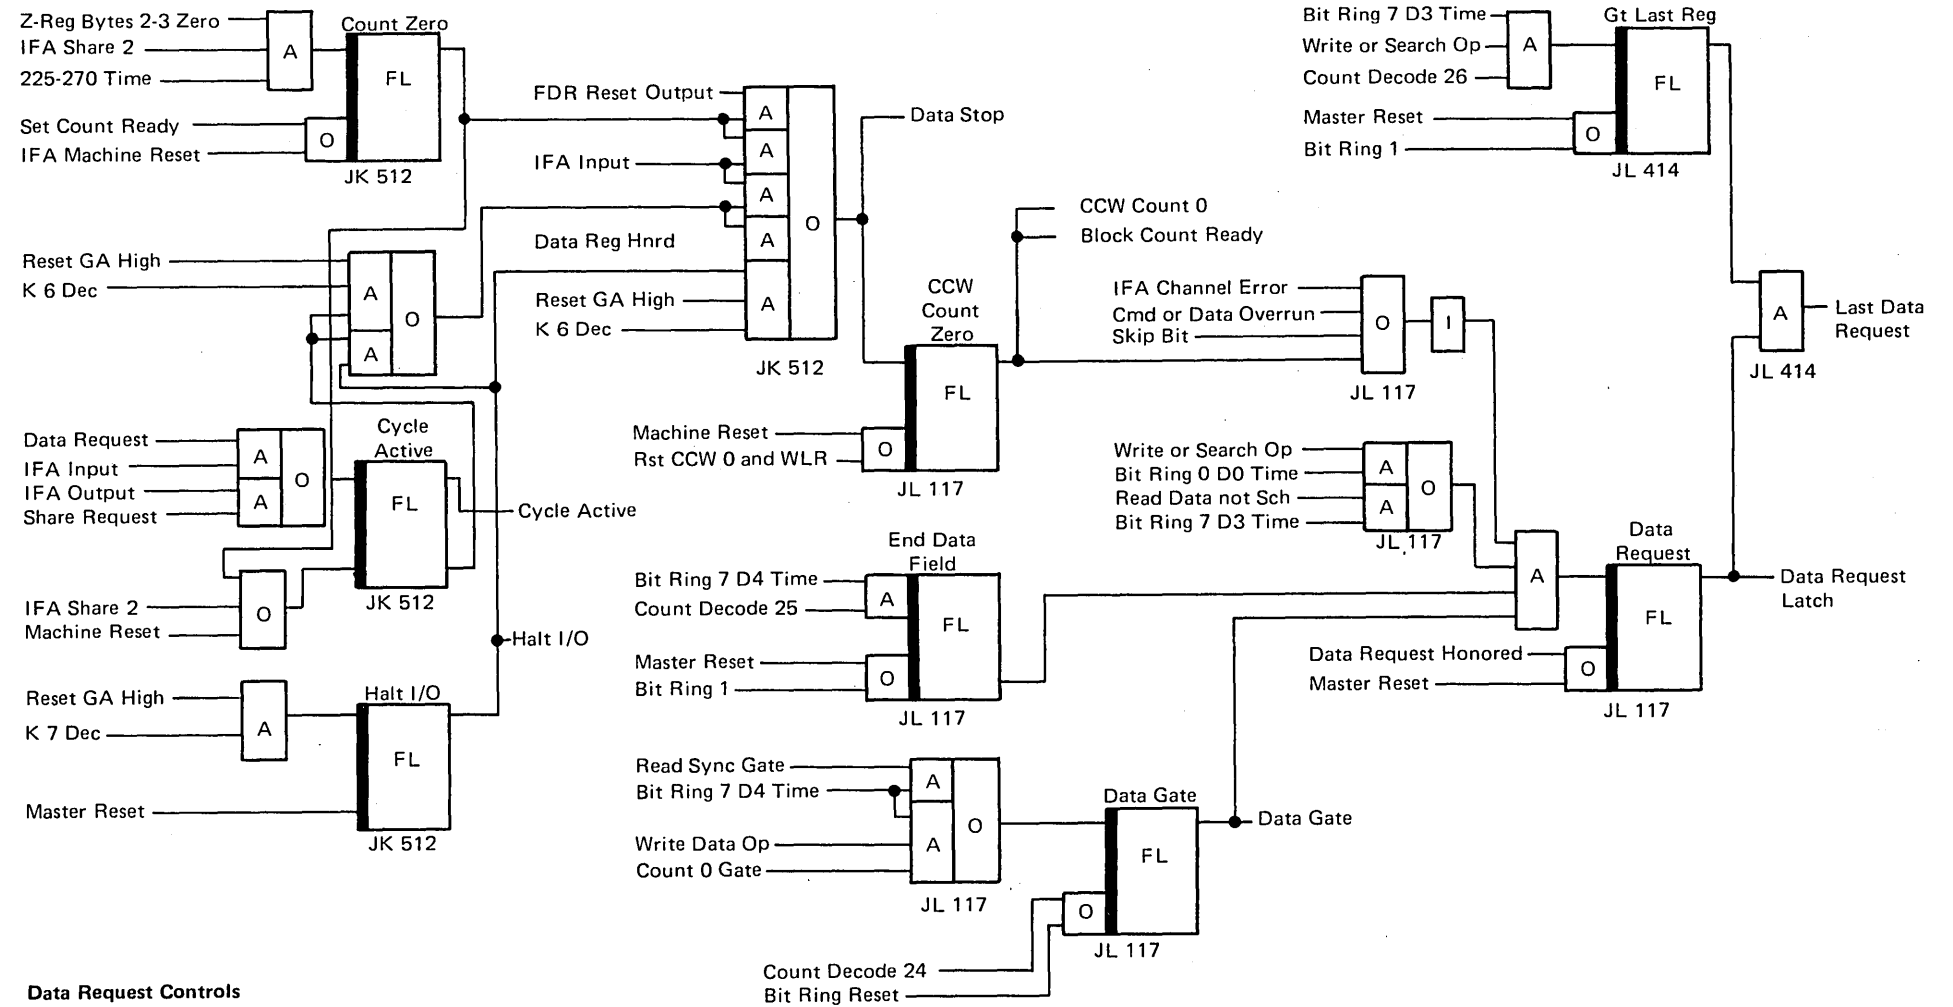 Z-Reg Bytes 2-3 Zero
IFA Share 2
225-270 Time
A
Count Zero
FL
Set Count Ready
IFA Machine Reset
O
JK 512
Reset GA High
K 6 Dec
A
A
O
Data Request
IFA Input
IFA Output
Share Request
A
A
O
Cycle
Active
FL
Cycle Active
JK 512
IFA Share 2
Machine Reset
O
Halt I/O
Reset GA High
K 7 Dec
A
Halt I/O
FL
Master Reset
JK 512
FDR Reset Output
IFA Input
Data Reg Hnrd
Reset GA High
K 6 Dec
A
A
A
A
A
O
JK 512
Data Stop
CCW
Count
Zero
FL
Machine Reset
Rst CCW 0 and WLR
O
JL 117
CCW Count 0
Block Count Ready
End Data
Field
Bit Ring 7 D4 Time
Count Decode 25
A
FL
Master Reset
Bit Ring 1
O
JL 117
Read Sync Gate
Bit Ring 7 D4 Time
Write Data Op
Count 0 Gate
A
A
O
JL 117
Data Gate
FL
O
JL 117
Count Decode 24
Bit Ring Reset
Data Gate
IFA Channel Error
Cmd or Data Overrun
Skip Bit
O
I
JL 117
Write or Search Op
Bit Ring 0 D0 Time
Read Data not Sch
Bit Ring 7 D3 Time
A
A
O
JL 117
A
Data
Request
FL
Data Request Honored
Master Reset
O
JL 117
Data Request
Latch
Bit Ring 7 D3 Time
Write or Search Op
Count Decode 26
A
Gt Last Reg
FL
Master Reset
Bit Ring 1
O
JL 414
A
JL 414
Last Data
Request
Data Request Controls